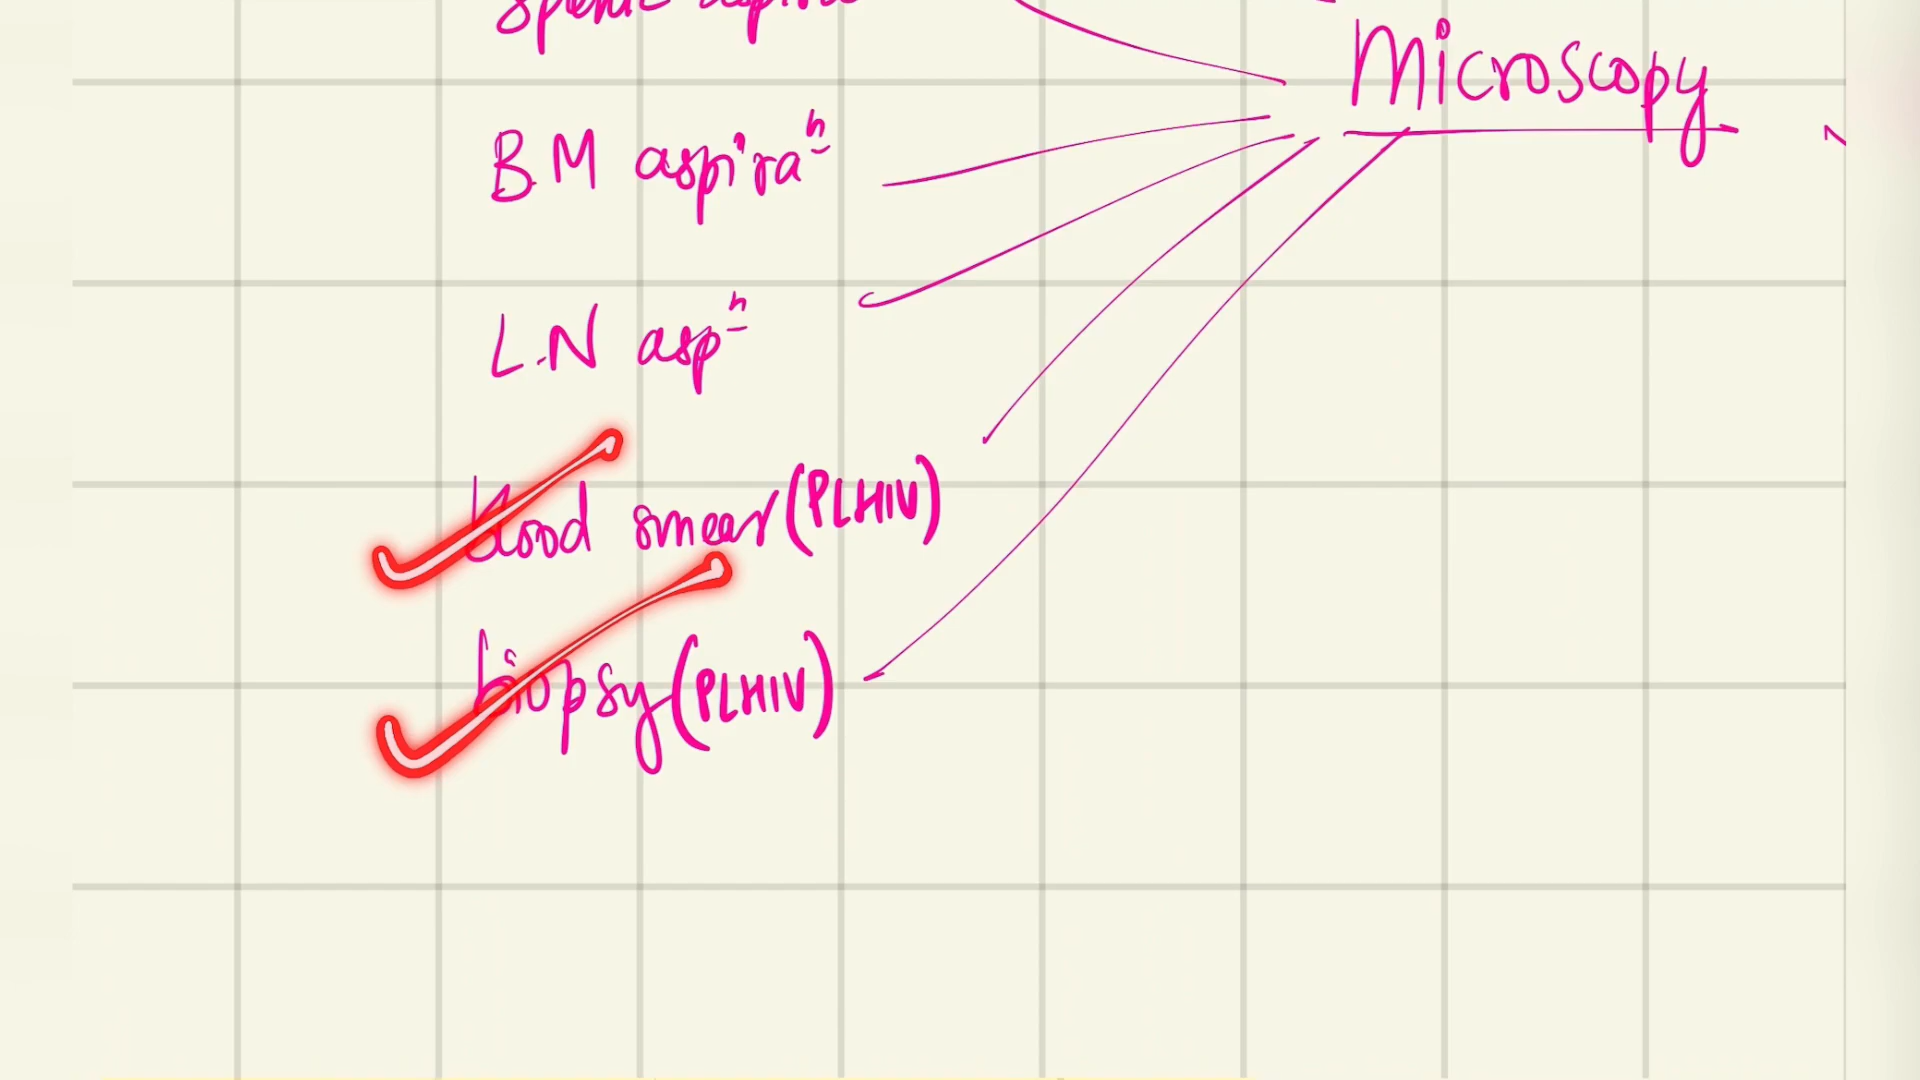 Microscopy
B.M aspiraⁿ
L.N aspⁿ
blood smear (PLHIV)
biopsy (PLHIV)